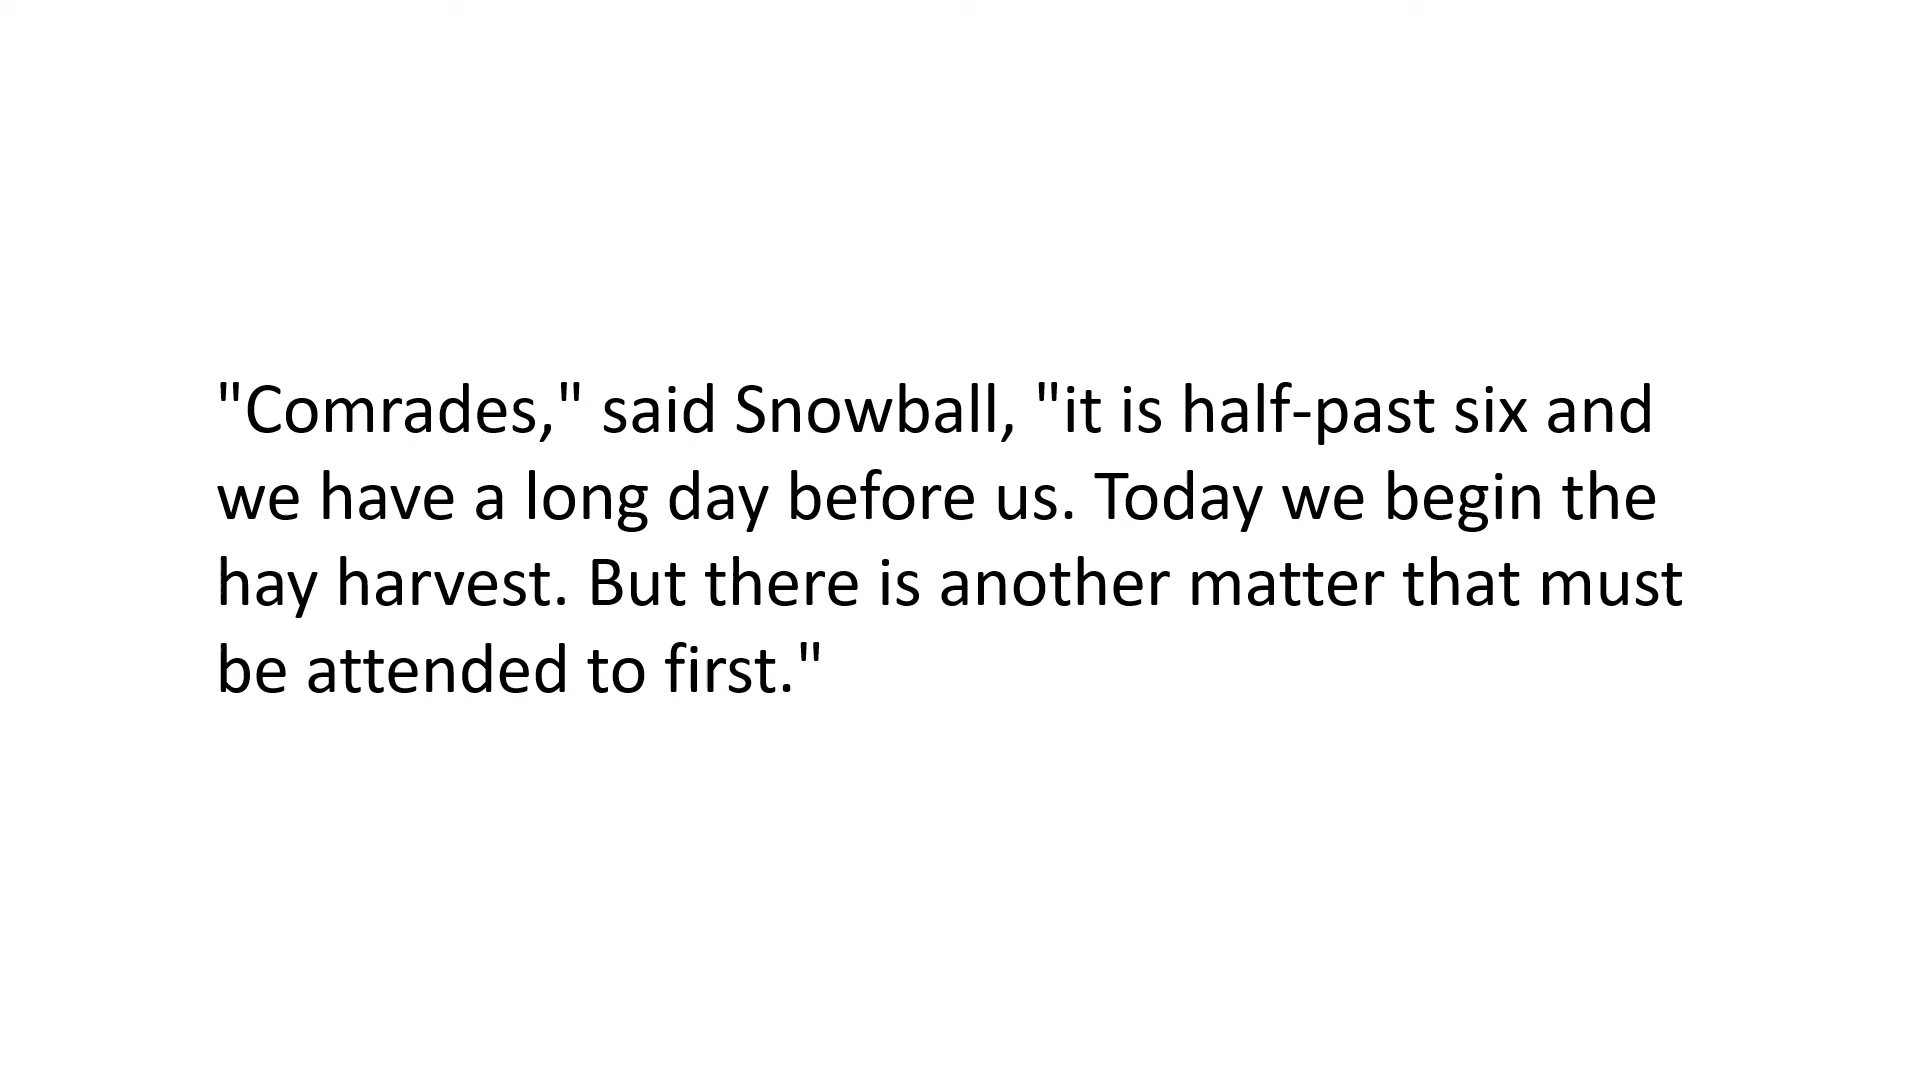 "Comrades," said Snowball, "it is half-past six and
we have a long day before us. Today we begin the
hay harvest. But there is another matter that must
be attended to first."